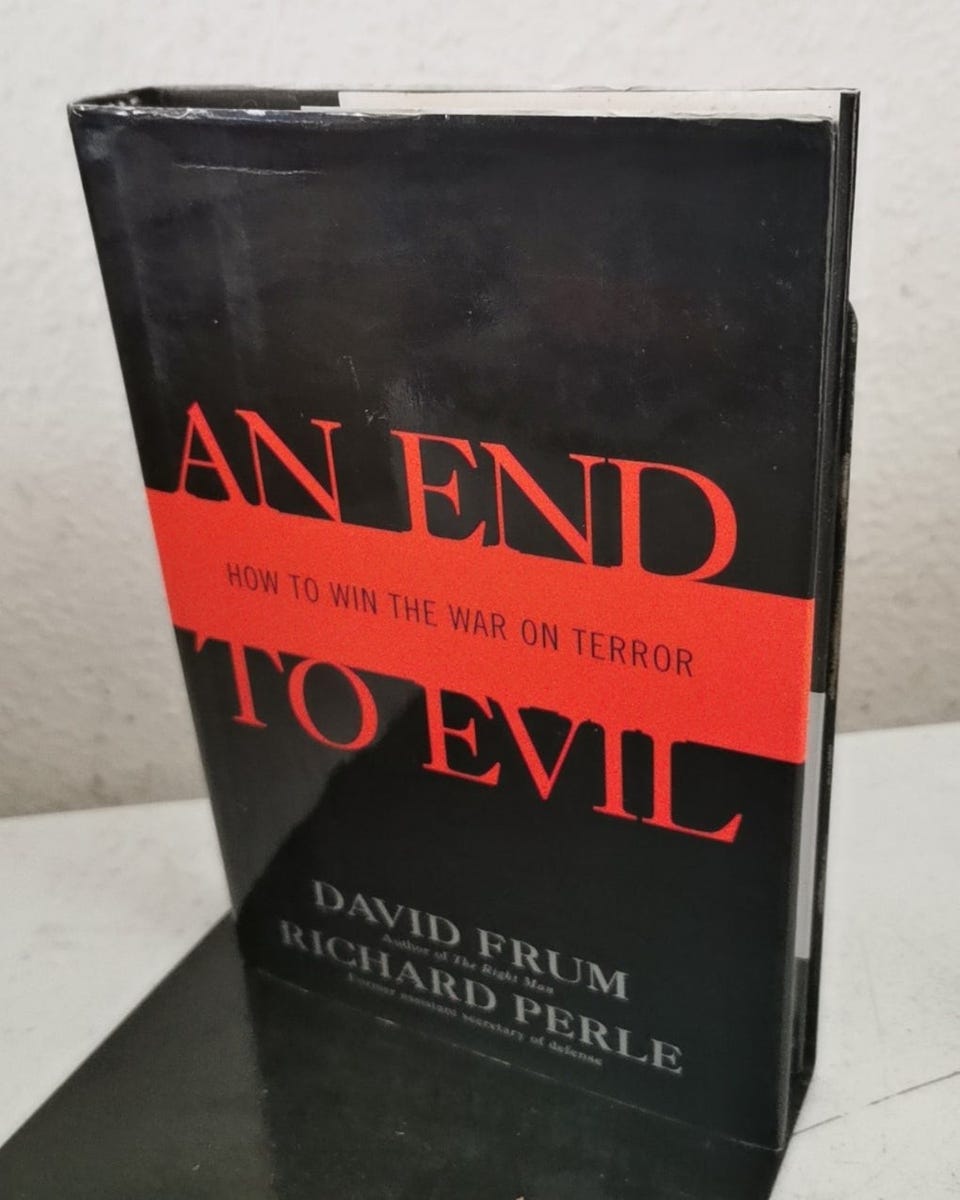 AN END
HOW TO WIN THE WAR ON TERROR
TO EVIL
DAVID FRUM
Author of The Right Man
RICHARD PERLE
Former assistant secretary of defense